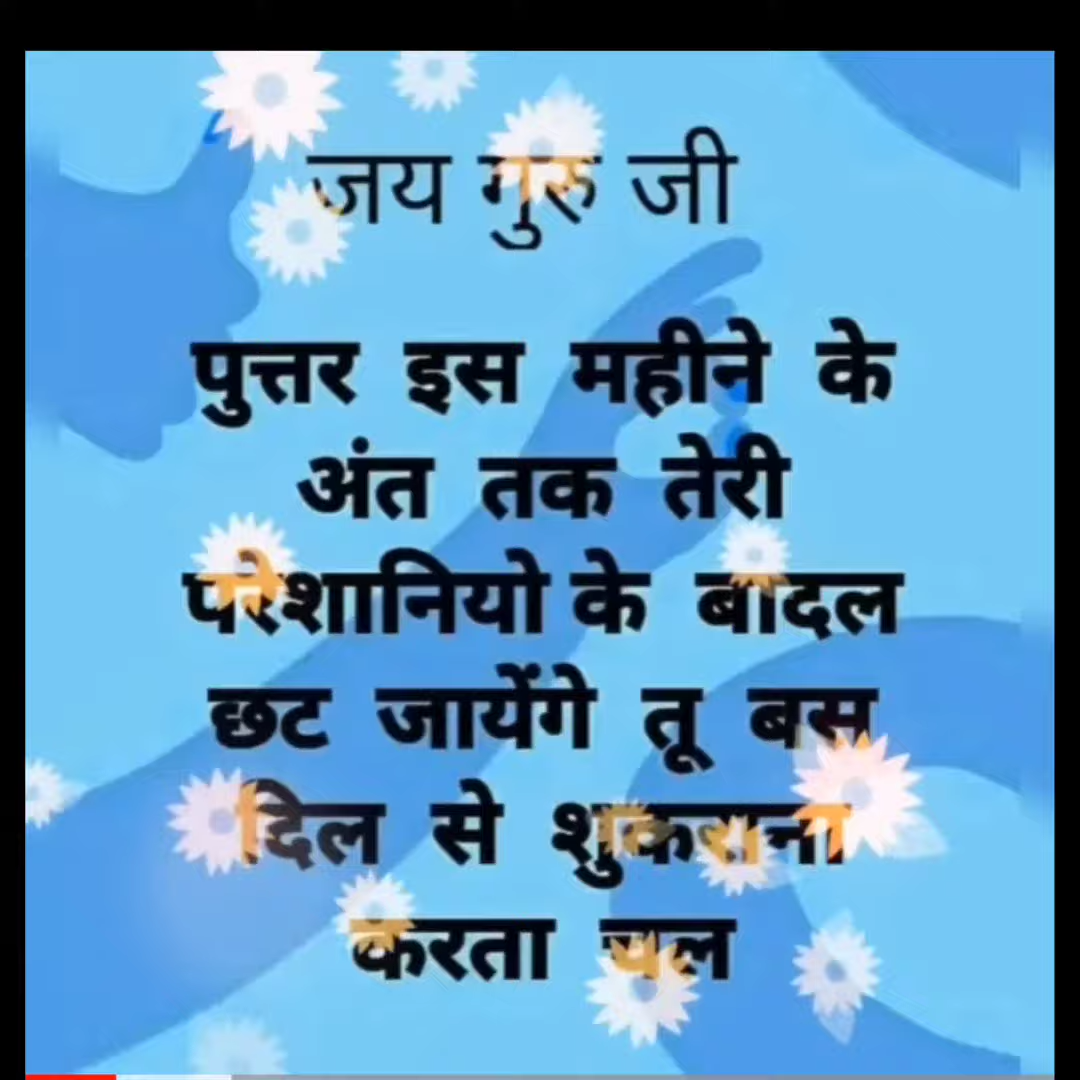 जय गुरु जी
पुत्तर इस महीने के
अंत तक तेरी
परेशानियो के बादल
छट जायेंगे तू बस
दिल से शुकराना
करता चल